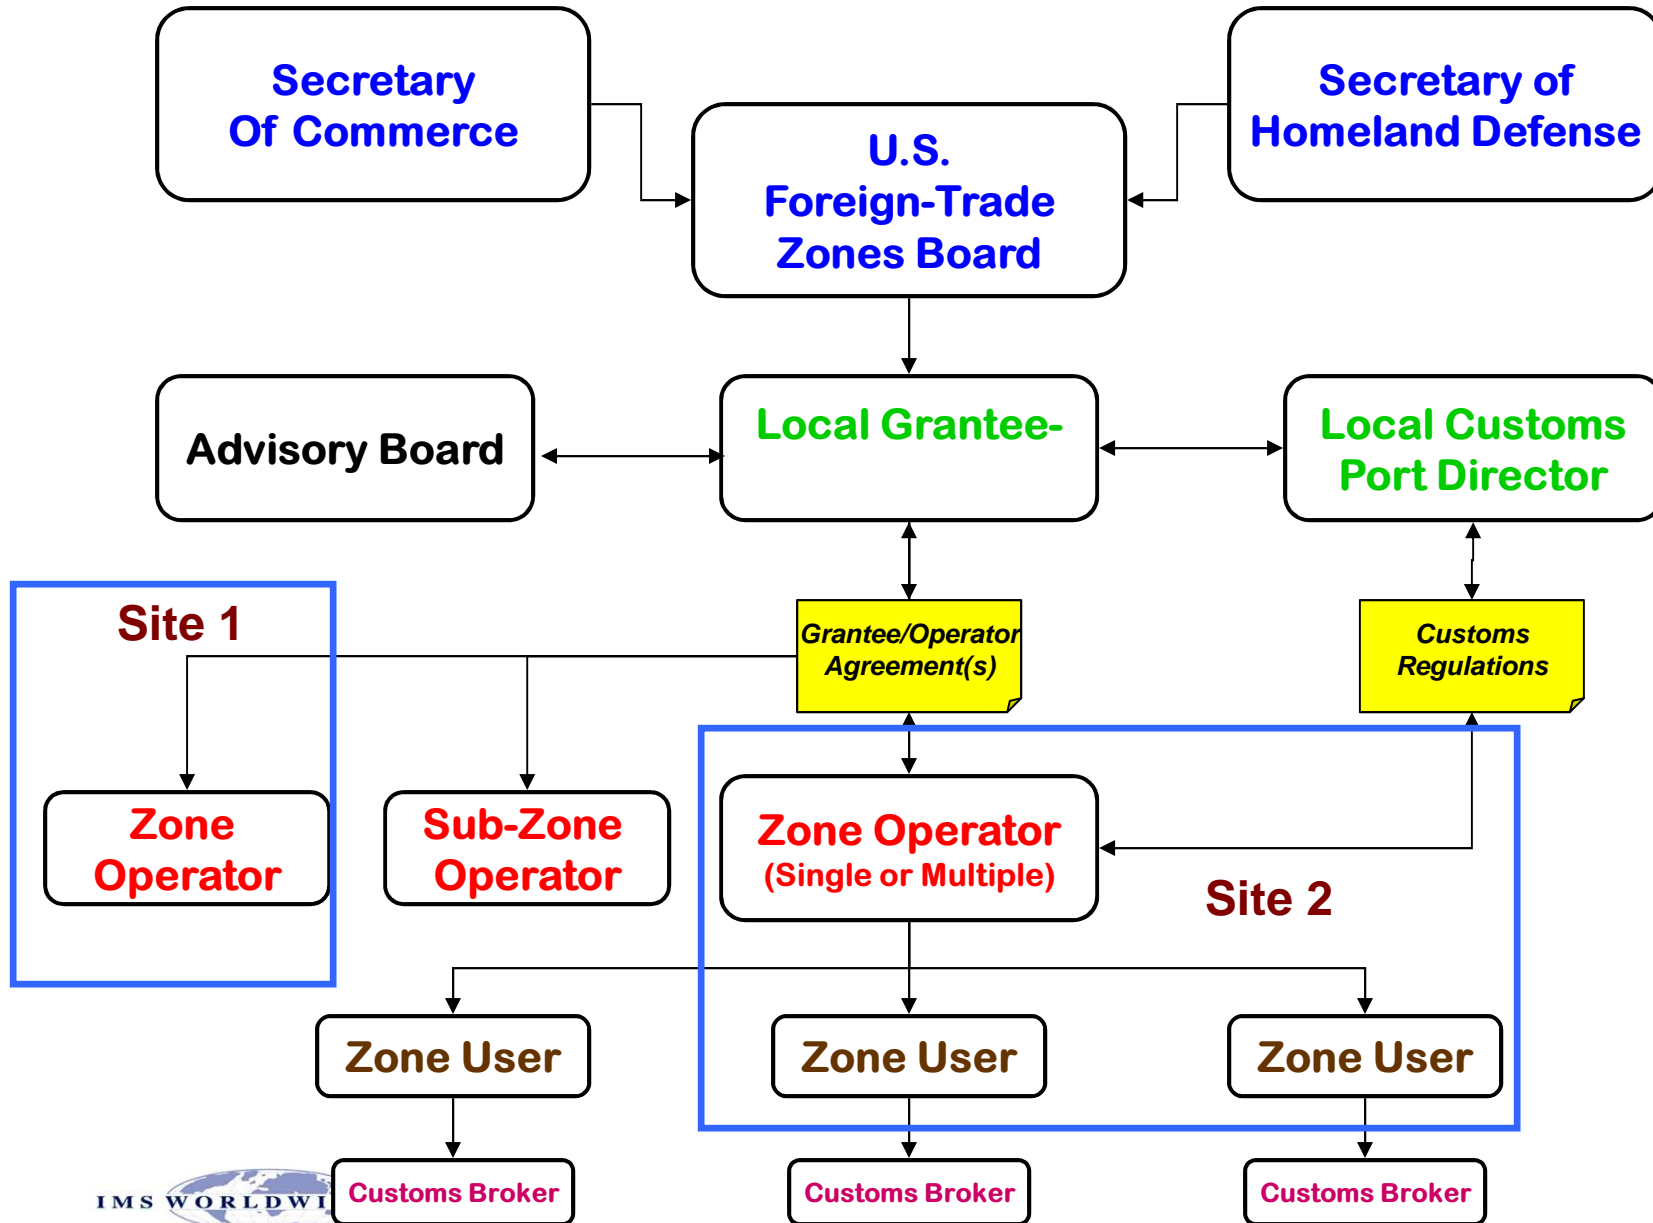 Secretary
Of Commerce
Secretary of
Homeland Defense
U.S.
Foreign-Trade
Zones Board
Advisory Board
Local Grantee-
Local Customs
Port Director
Site 1
Grantee/Operator
Agreement(s)
Customs
Regulations
Zone
Operator
Sub-Zone
Operator
Zone Operator
(Single or Multiple)
Site 2
Zone User
Zone User
Zone User
IMS WORLDWI
Customs Broker
Customs Broker
Customs Broker